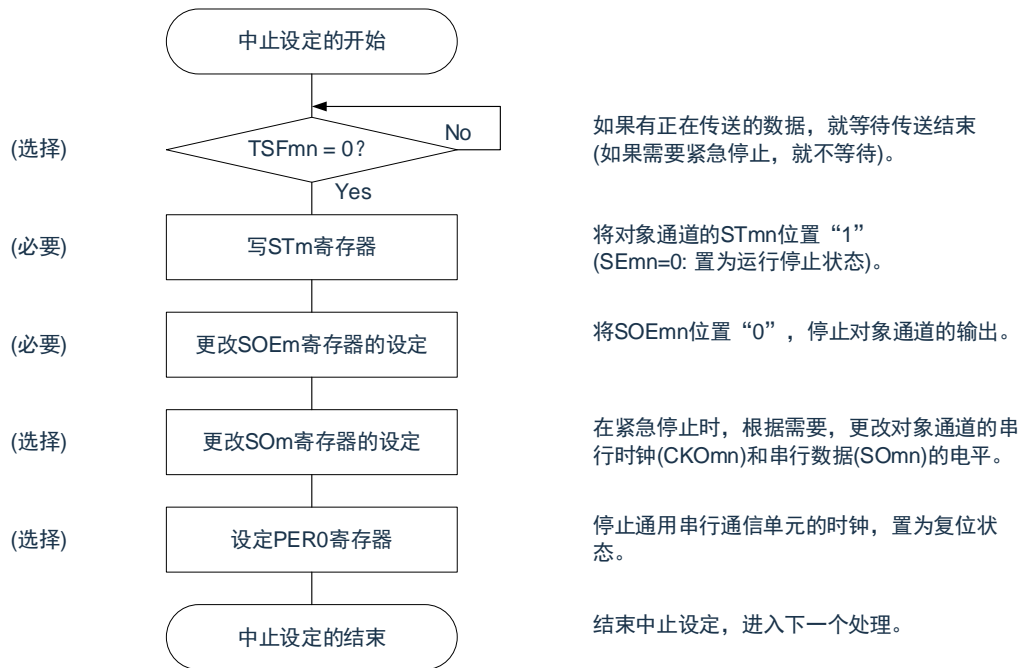 中止设定的开始
(选择)
TSFmn = 0?
No
Yes
如果有正在传送的数据，就等待传送结束
(如果需要紧急停止，就不等待)。
(必要)
写STm寄存器
将对象通道的STmn位置“1”
(SEmn=0: 置为运行停止状态)。
(必要)
更改SOEm寄存器的设定
将SOEmn位置“0”，停止对象通道的输出。
(选择)
更改SOm寄存器的设定
在紧急停止时，根据需要，更改对象通道的串
行时钟(CKOmn)和串行数据(SOmn)的电平。
(选择)
设定PER0寄存器
停止通用串行通信单元的时钟，置为复位状
态。
中止设定的结束
结束中止设定，进入下一个处理。